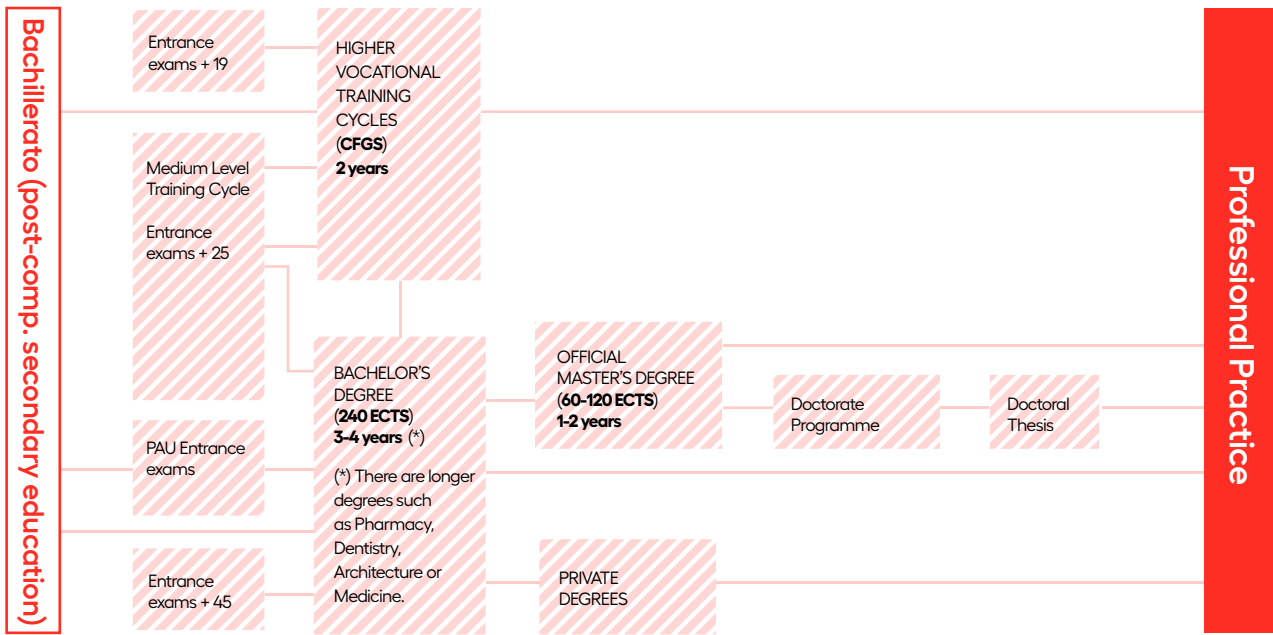 Bachillerato (post-comp. secondary education)
Entrance
exams + 19
Medium Level
Training Cycle
Entrance
exams + 25
PAU Entrance
exams
Entrance
exams + 45
HIGHER
VOCATIONAL
TRAINING
CYCLES
(CFGS)
2 years
BACHELOR'S
DEGREE
(240 ECTS)
3-4 years (*)
(*) There are longer
degrees such
as Pharmacy,
Dentistry,
Architecture or
Medicine.
OFFICIAL
MASTER'S DEGREE
(60-120 ECTS)
1-2 years
PRIVATE
DEGREES
Doctorate
Programme
Doctoral
Thesis
Professional Practice